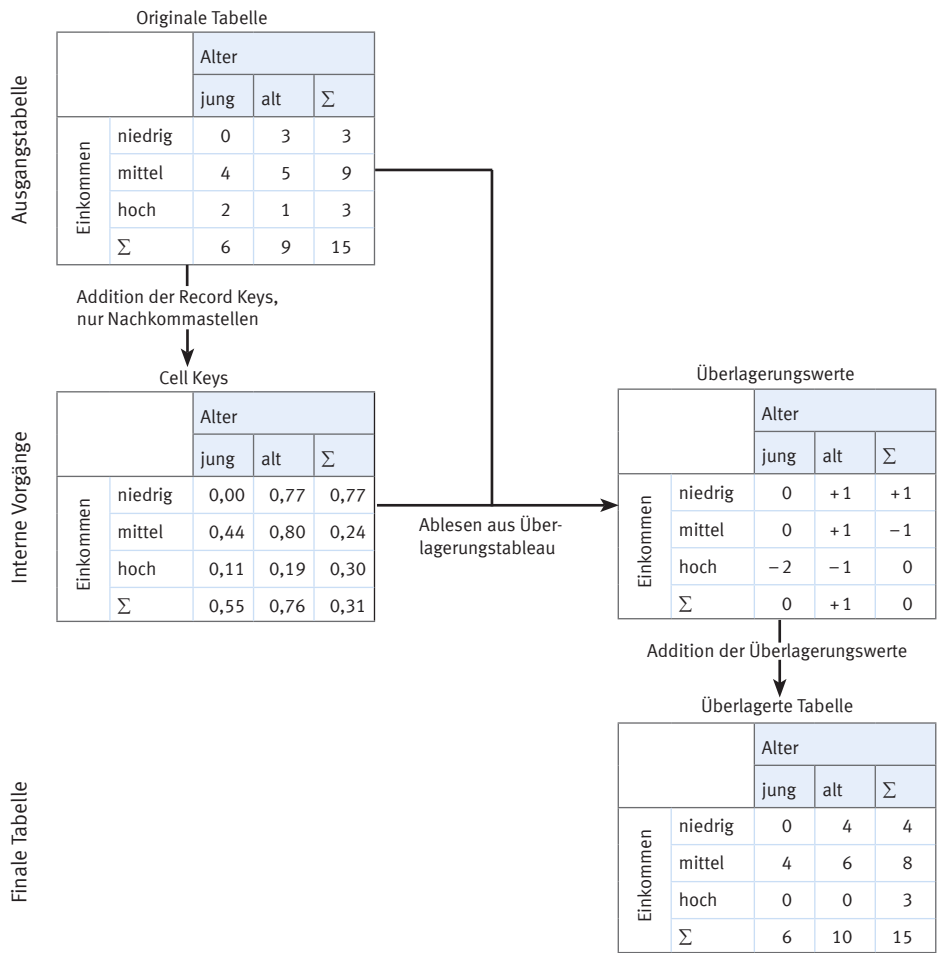 Originale Tabelle
Ausgangstabelle
Alter
jung alt Σ
Einkommen
niedrig 0 3 3
mittel 4 5 9
hoch 2 1 3
Σ 6 9 15
Addition der Record Keys,
nur Nachkommastellen
Cell Keys
Interne Vorgänge
Alter
jung alt Σ
Einkommen
niedrig 0,00 0,77 0,77
mittel 0,44 0,80 0,24
hoch 0,11 0,19 0,30
Σ 0,55 0,76 0,31
Ablesen aus Über-
lagerungstableau
Überlagerungswerte
Alter
jung alt Σ
Einkommen
niedrig 0 +1 +1
mittel 0 +1 −1
hoch −2 −1 0
Σ 0 +1 0
Addition der Überlagerungswerte
Überlagerte Tabelle
Finale Tabelle
Alter
jung alt Σ
Einkommen
niedrig 0 4 4
mittel 4 6 8
hoch 0 0 3
Σ 6 10 15